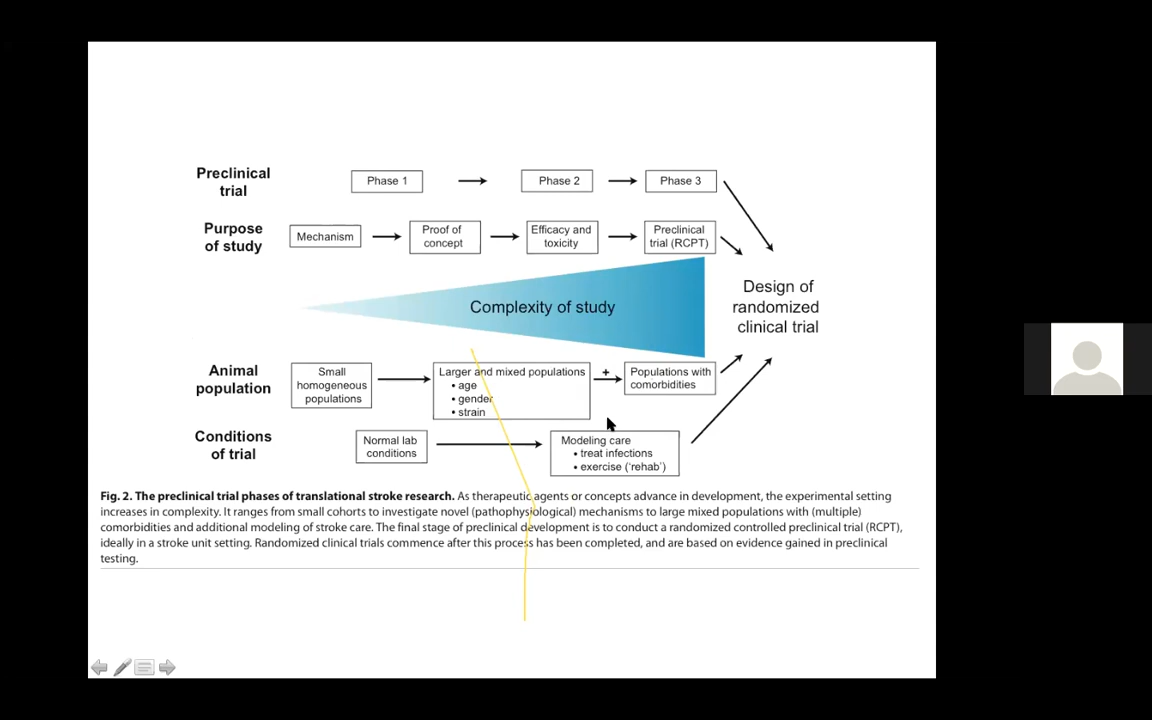 Preclinical
trial
Phase 1
Phase 2
Phase 3
Purpose
of study
Mechanism
Proof of
concept
Efficacy and
toxicity
Preclinical
trial (RCPT)
Complexity of study
Design of
randomized
clinical trial
Animal
population
Small
homogeneous
populations
Larger and mixed populations
• age
• gender
• strain
+
Populations with
comorbidities
Conditions
of trial
Normal lab
conditions
Modeling care
• treat infections
• exercise (‘rehab’)
Fig. 2. The preclinical trial phases of translational stroke research. As therapeutic agents or concepts advance in development, the experimental setting
increases in complexity. It ranges from small cohorts to investigate novel (pathophysiological) mechanisms to large mixed populations with (multiple)
comorbidities and additional modeling of stroke care. The final stage of preclinical development is to conduct a randomized controlled preclinical trial (RCPT),
ideally in a stroke unit setting. Randomized clinical trials commence after this process has been completed, and are based on evidence gained in preclinical
testing.